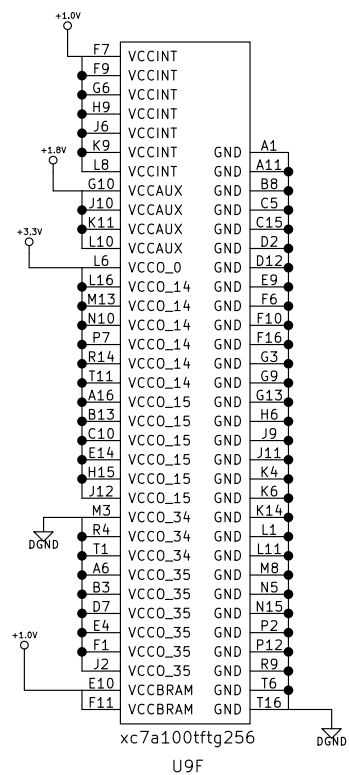 +1.0V
F7 VCCINT
F9 VCCINT
G6 VCCINT
H9 VCCINT
J6 VCCINT
K9 VCCINT GND A1
L8 VCCINT GND A11
+1.8V
G10 VCCAUX GND B8
J10 VCCAUX GND C5
K11 VCCAUX GND C15
L10 VCCAUX GND D2
+3.3V
L6 VCCO_0 GND D12
L16 VCCO_14 GND E9
M13 VCCO_14 GND F6
N10 VCCO_14 GND F10
P7 VCCO_14 GND F16
R14 VCCO_14 GND G3
T11 VCCO_14 GND G9
A16 VCCO_15 GND G13
B13 VCCO_15 GND H6
C10 VCCO_15 GND J9
E14 VCCO_15 GND J11
H15 VCCO_15 GND K4
J12 VCCO_15 GND K6
M3 VCCO_34 GND K14
R4 VCCO_34 GND L1
DGND
T1 VCCO_34 GND L11
A6 VCCO_35 GND M8
B3 VCCO_35 GND N5
D7 VCCO_35 GND N15
E4 VCCO_35 GND P2
F1 VCCO_35 GND P12
J2 VCCO_35 GND R9
+1.0V
E10 VCCBRAM GND T6
F11 VCCBRAM GND T16
xc7a100tftg256
DGND
U9F